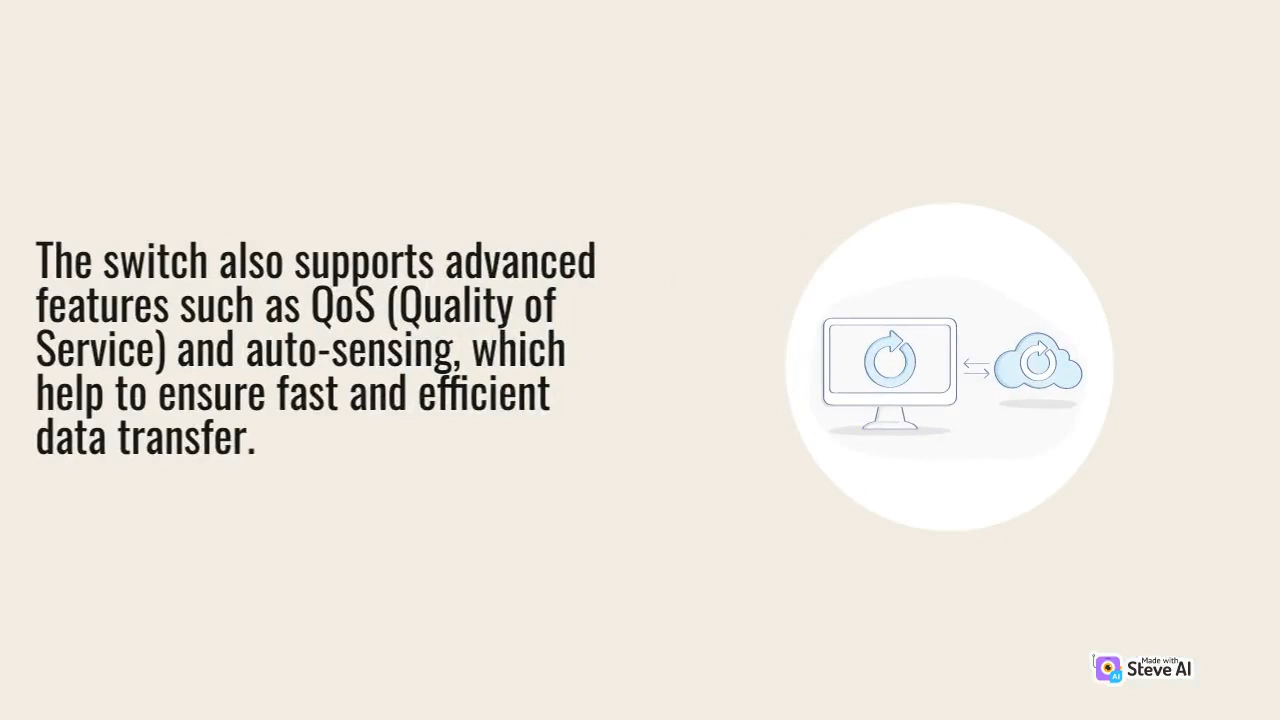 The switch also supports advanced
features such as QoS (Quality of
Service) and auto-sensing, which
help to ensure fast and efficient
data transfer.
Made with
Steve AI
AI